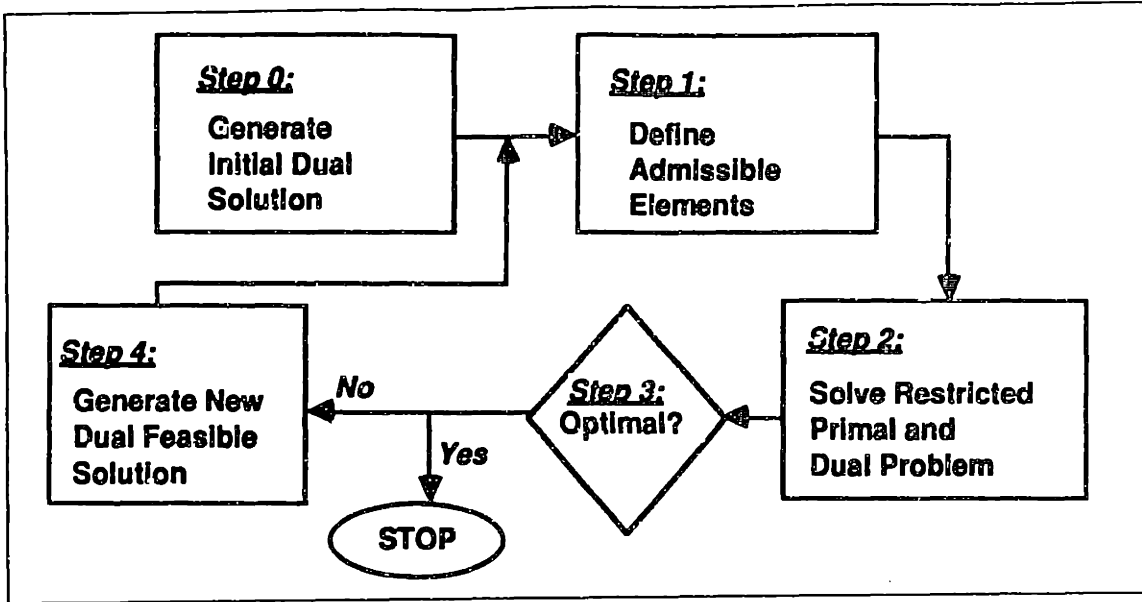 Step 0:
Generate
Initial Dual
Solution
Step 1:
Define
Admissible
Elements
Step 2:
Solve Restricted
Primal and
Dual Problem
Step 3:
Optimal?
No
Yes
STOP
Step 4:
Generate New
Dual Feasible
Solution